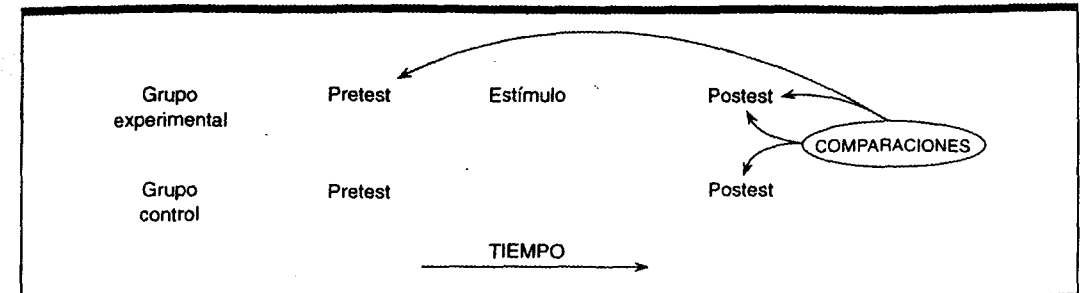 Grupo
experimental
Pretest
Estímulo
Postest
COMPARACIONES
Grupo
control
Pretest
Postest
TIEMPO